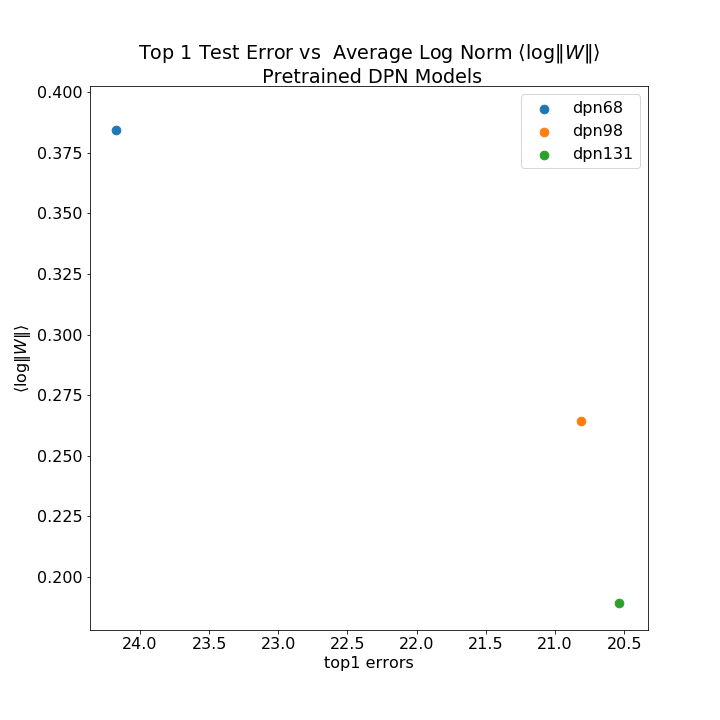 Top 1 Test Error vs  Average Log Norm ⟨log‖W‖⟩
Pretrained DPN Models
dpn68
dpn98
dpn131
0.400
0.375
0.350
0.325
0.300
0.275
0.250
0.225
0.200
⟨log‖W‖⟩
24.0 23.5 23.0 22.5 22.0 21.5 21.0 20.5
top1 errors